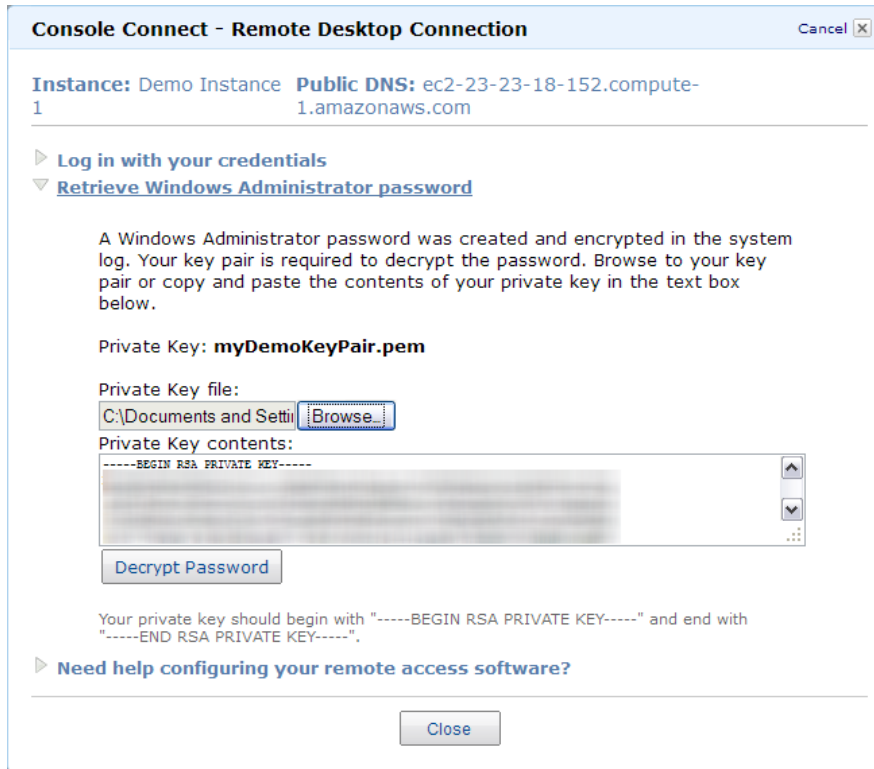 Console Connect - Remote Desktop Connection
Cancel
Instance: Demo Instance 1
Public DNS: ec2-23-23-18-152.compute-1.amazonaws.com
Log in with your credentials
Retrieve Windows Administrator password
A Windows Administrator password was created and encrypted in the system
log. Your key pair is required to decrypt the password. Browse to your key
pair or copy and paste the contents of your private key in the text box
below.
Private Key: myDemoKeyPair.pem
Private Key file:
C:\Documents and Setti Browse...
Private Key contents:
-----BEGIN RSA PRIVATE KEY-----
Decrypt Password
Your private key should begin with "-----BEGIN RSA PRIVATE KEY-----" and end with
"-----END RSA PRIVATE KEY-----".
Need help configuring your remote access software?
Close